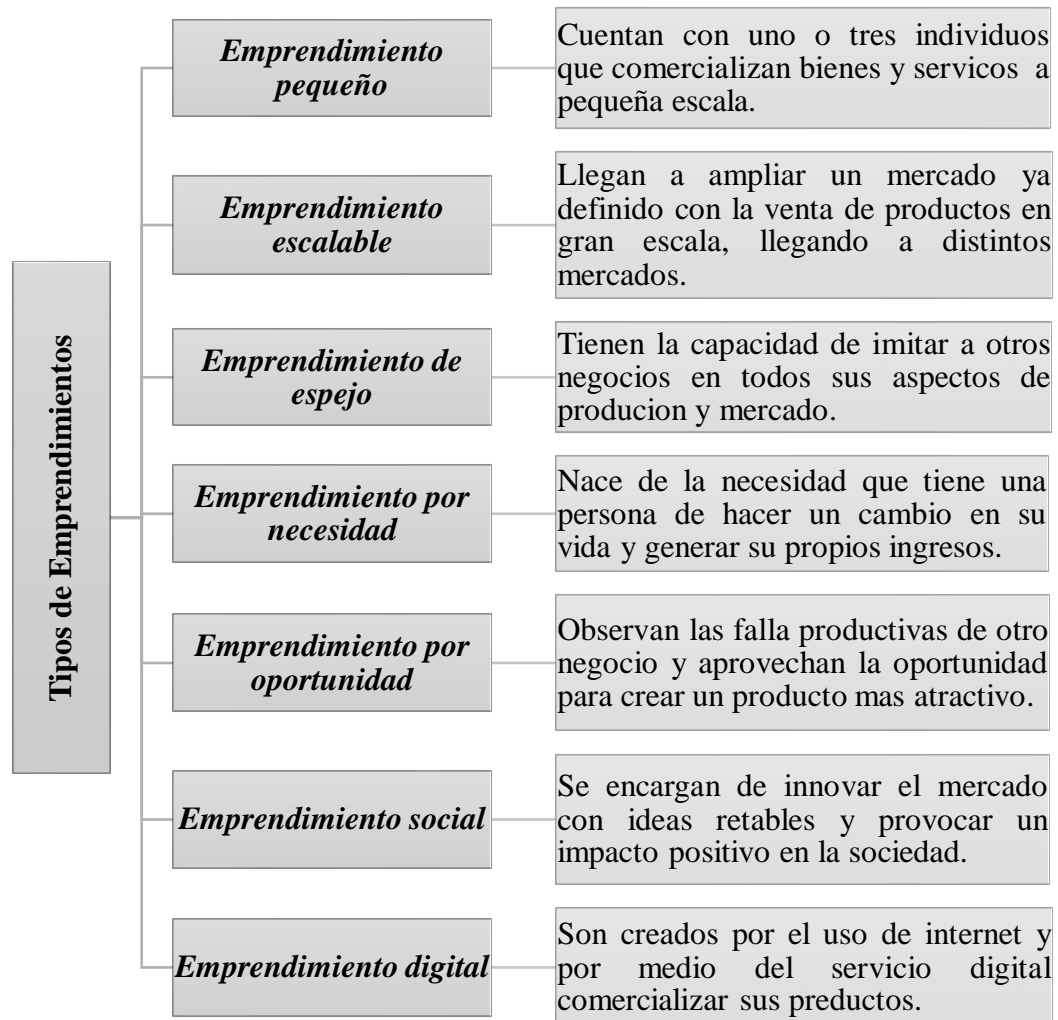 Tipos de Emprendimientos
Emprendimiento
pequeño
Cuentan con uno o tres individuos
que comercializan bienes y servicos a
pequeña escala.
Emprendimiento
escalable
Llegan a ampliar un mercado ya
definido con la venta de productos en
gran escala, llegando a distintos
mercados.
Emprendimiento de
espejo
Tienen la capacidad de imitar a otros
negocios en todos sus aspectos de
producion y mercado.
Emprendimiento por
necesidad
Nace de la necesidad que tiene una
persona de hacer un cambio en su
vida y generar su propios ingresos.
Emprendimiento por
oportunidad
Observan las falla productivas de otro
negocio y aprovechan la oportunidad
para crear un producto mas atractivo.
Emprendimiento social
Se encargan de innovar el mercado
con ideas retables y provocar un
impacto positivo en la sociedad.
Emprendimiento digital
Son creados por el uso de internet y
por medio del servicio digital
comercializar sus preductos.